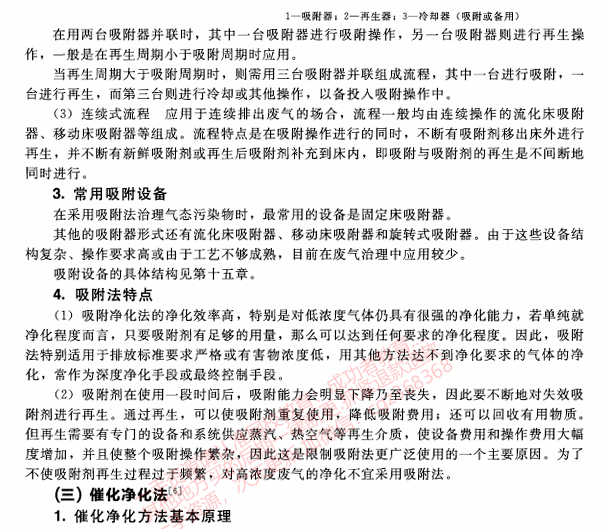 1—吸附器；2—再生器；3—冷却器（吸附或备用）
在用两台吸附器并联时，其中一台吸附器进行吸附操作，另一台吸附器则进行再生操
作，一般是在再生周期小于吸附周期时应用。
当再生周期大于吸附周期时，则需用三台吸附器并联组成流程，其中一台进行吸附，一
台进行再生，而第三台则进行冷却或其他操作，以备投入吸附操作中。
（3）连续式流程　应用于连续排出废气的场合，流程一般均由连续操作的流化床吸附
器、移动床吸附器等组成。流程特点是在吸附操作进行的同时，不断有吸附剂移出床外进行
再生，并不断有新鲜吸附剂或再生后吸附剂补充到床内，即吸附与吸附剂的再生是不间断地
同时进行。
3. 常用吸附设备
在采用吸附法治理气态污染物时，最常用的设备是固定床吸附器。
其他的吸附器形式还有流化床吸附器、移动床吸附器和旋转式吸附器。由于这些设备结
构复杂、操作要求高或由于工艺不够成熟，目前在废气治理中应用较少。
吸附设备的具体结构见第十五章。
4. 吸附法特点
（1）吸附净化法的净化效率高，特别是对低浓度气体仍具有很强的净化能力，若单纯就
净化程度而言，只要吸附剂有足够的用量，那么可以达到任何要求的净化程度。因此，吸附
法特别适用于排放标准要求严格或有害物浓度低，用其他方法达不到净化要求的气体的净
化，常作为深度净化手段或最终控制手段。
（2）吸附剂在使用一段时间后，吸附能力会明显下降乃至丧失，因此要不断地对失效吸
附剂进行再生。通过再生，可以使吸附剂重复使用，降低吸附费用；还可以回收有用物质。
但再生需要有专门的设备和系统供应蒸汽、热空气等再生介质，使设备费用和操作费用大幅
度增加，并且使整个吸附操作繁杂，因此这是限制吸附法更广泛使用的一个主要原因。为了
不使吸附剂再生过程过于频繁，对高浓度废气的净化不宜采用吸附法。
(三) 催化净化法[6]
1. 催化净化方法基本原理